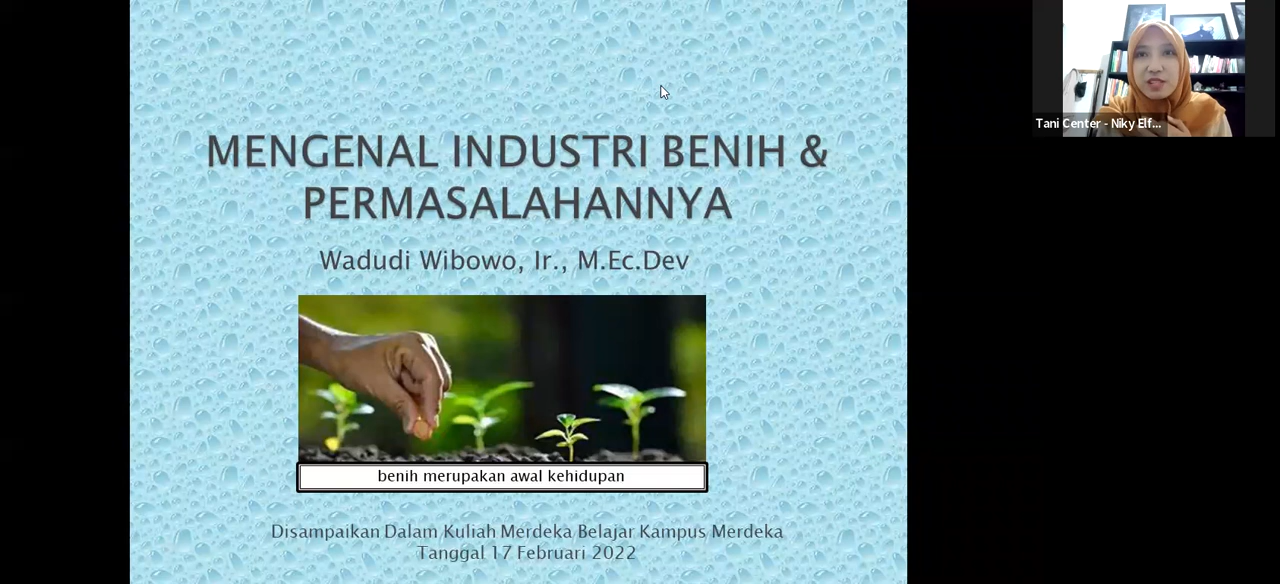 MENGENAL INDUSTRI BENIH &
PERMASALAHANNYA
Wadudi Wibowo, Ir., M.Ec.Dev
benih merupakan awal kehidupan
Disampaikan Dalam Kuliah Merdeka Belajar Kampus Merdeka
Tanggal 17 Februari 2022
Tani Center - Niky Elf...